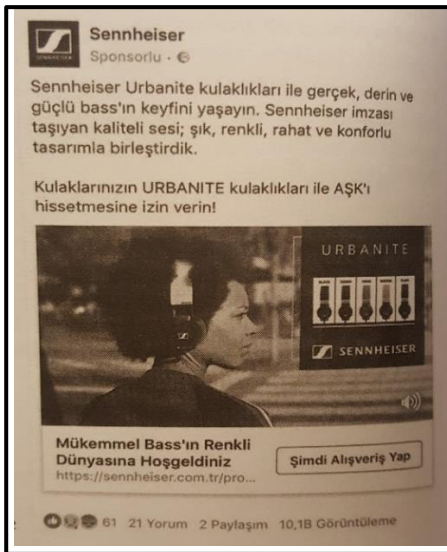 Sennheiser
SENNHEISER
Sponsorlu ·
Sennheiser Urbanite kulaklıkları ile gerçek, derin ve
güçlü bass'ın keyfini yaşayın. Sennheiser imzası
taşıyan kaliteli sesi; şık, renkli, rahat ve konforlu
tasarımla birleştirdik.
Kulaklarınızın URBANITE kulaklıkları ile AŞK'ı
hissetmesine izin verin!
URBANITE
SENNHEISER
Mükemmel Bass'ın Renkli
Dünyasına Hoşgeldiniz
https://sennheiser.com.tr/pro...
Şimdi Alışveriş Yap
61 21 Yorum 2 Paylaşım 10,1B Görüntüleme